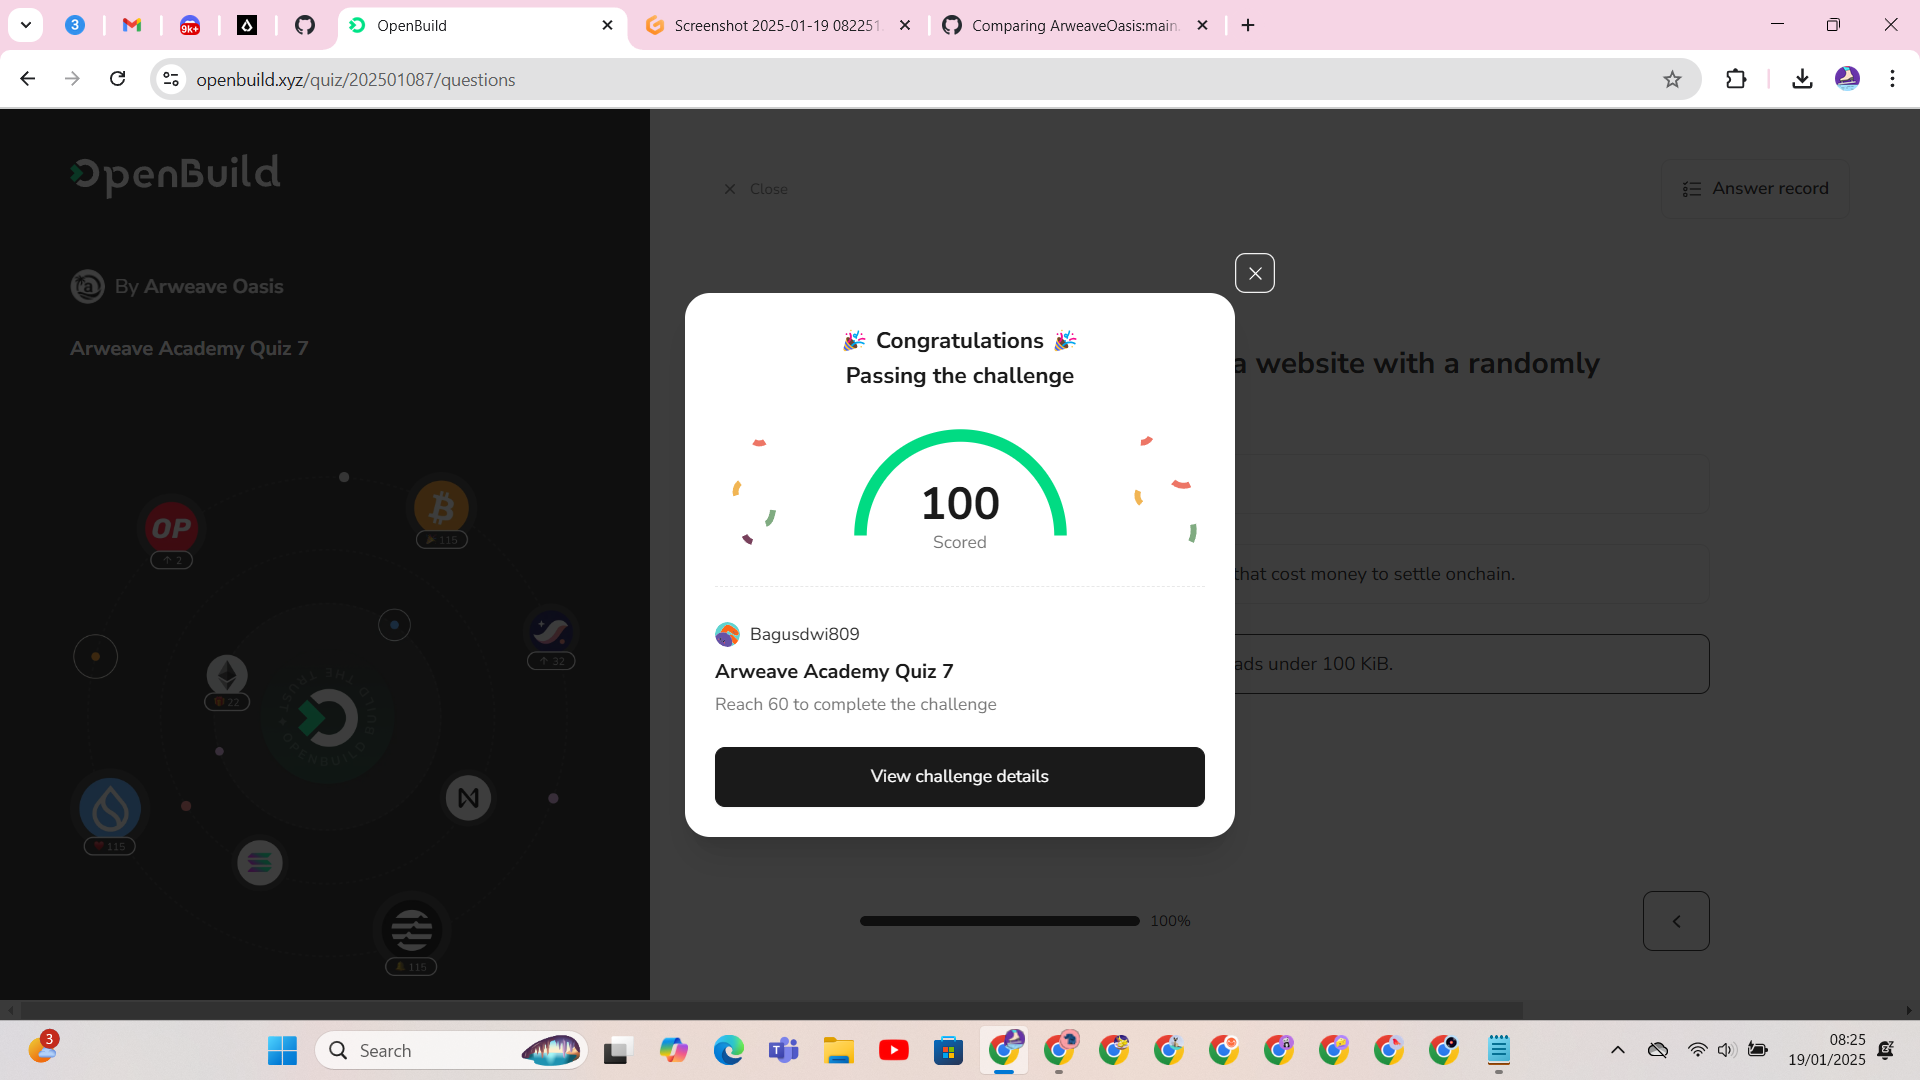 3
9k+
OpenBuild
Screenshot 2025-01-19 082251.
Comparing ArweaveOasis:main.
openbuild.xyz/quiz/202501087/questions
OpenBuild
Close
Answer record
By Arweave Oasis
Arweave Academy Quiz 7
a website with a randomly
that cost money to settle onchain.
ads under 100 KiB.
Congratulations
Passing the challenge
100
Scored
Bagusdwi809
Arweave Academy Quiz 7
Reach 60 to complete the challenge
View challenge details
100%
OP
2
115
32
22
115
115
3
Search
08:25
19/01/2025